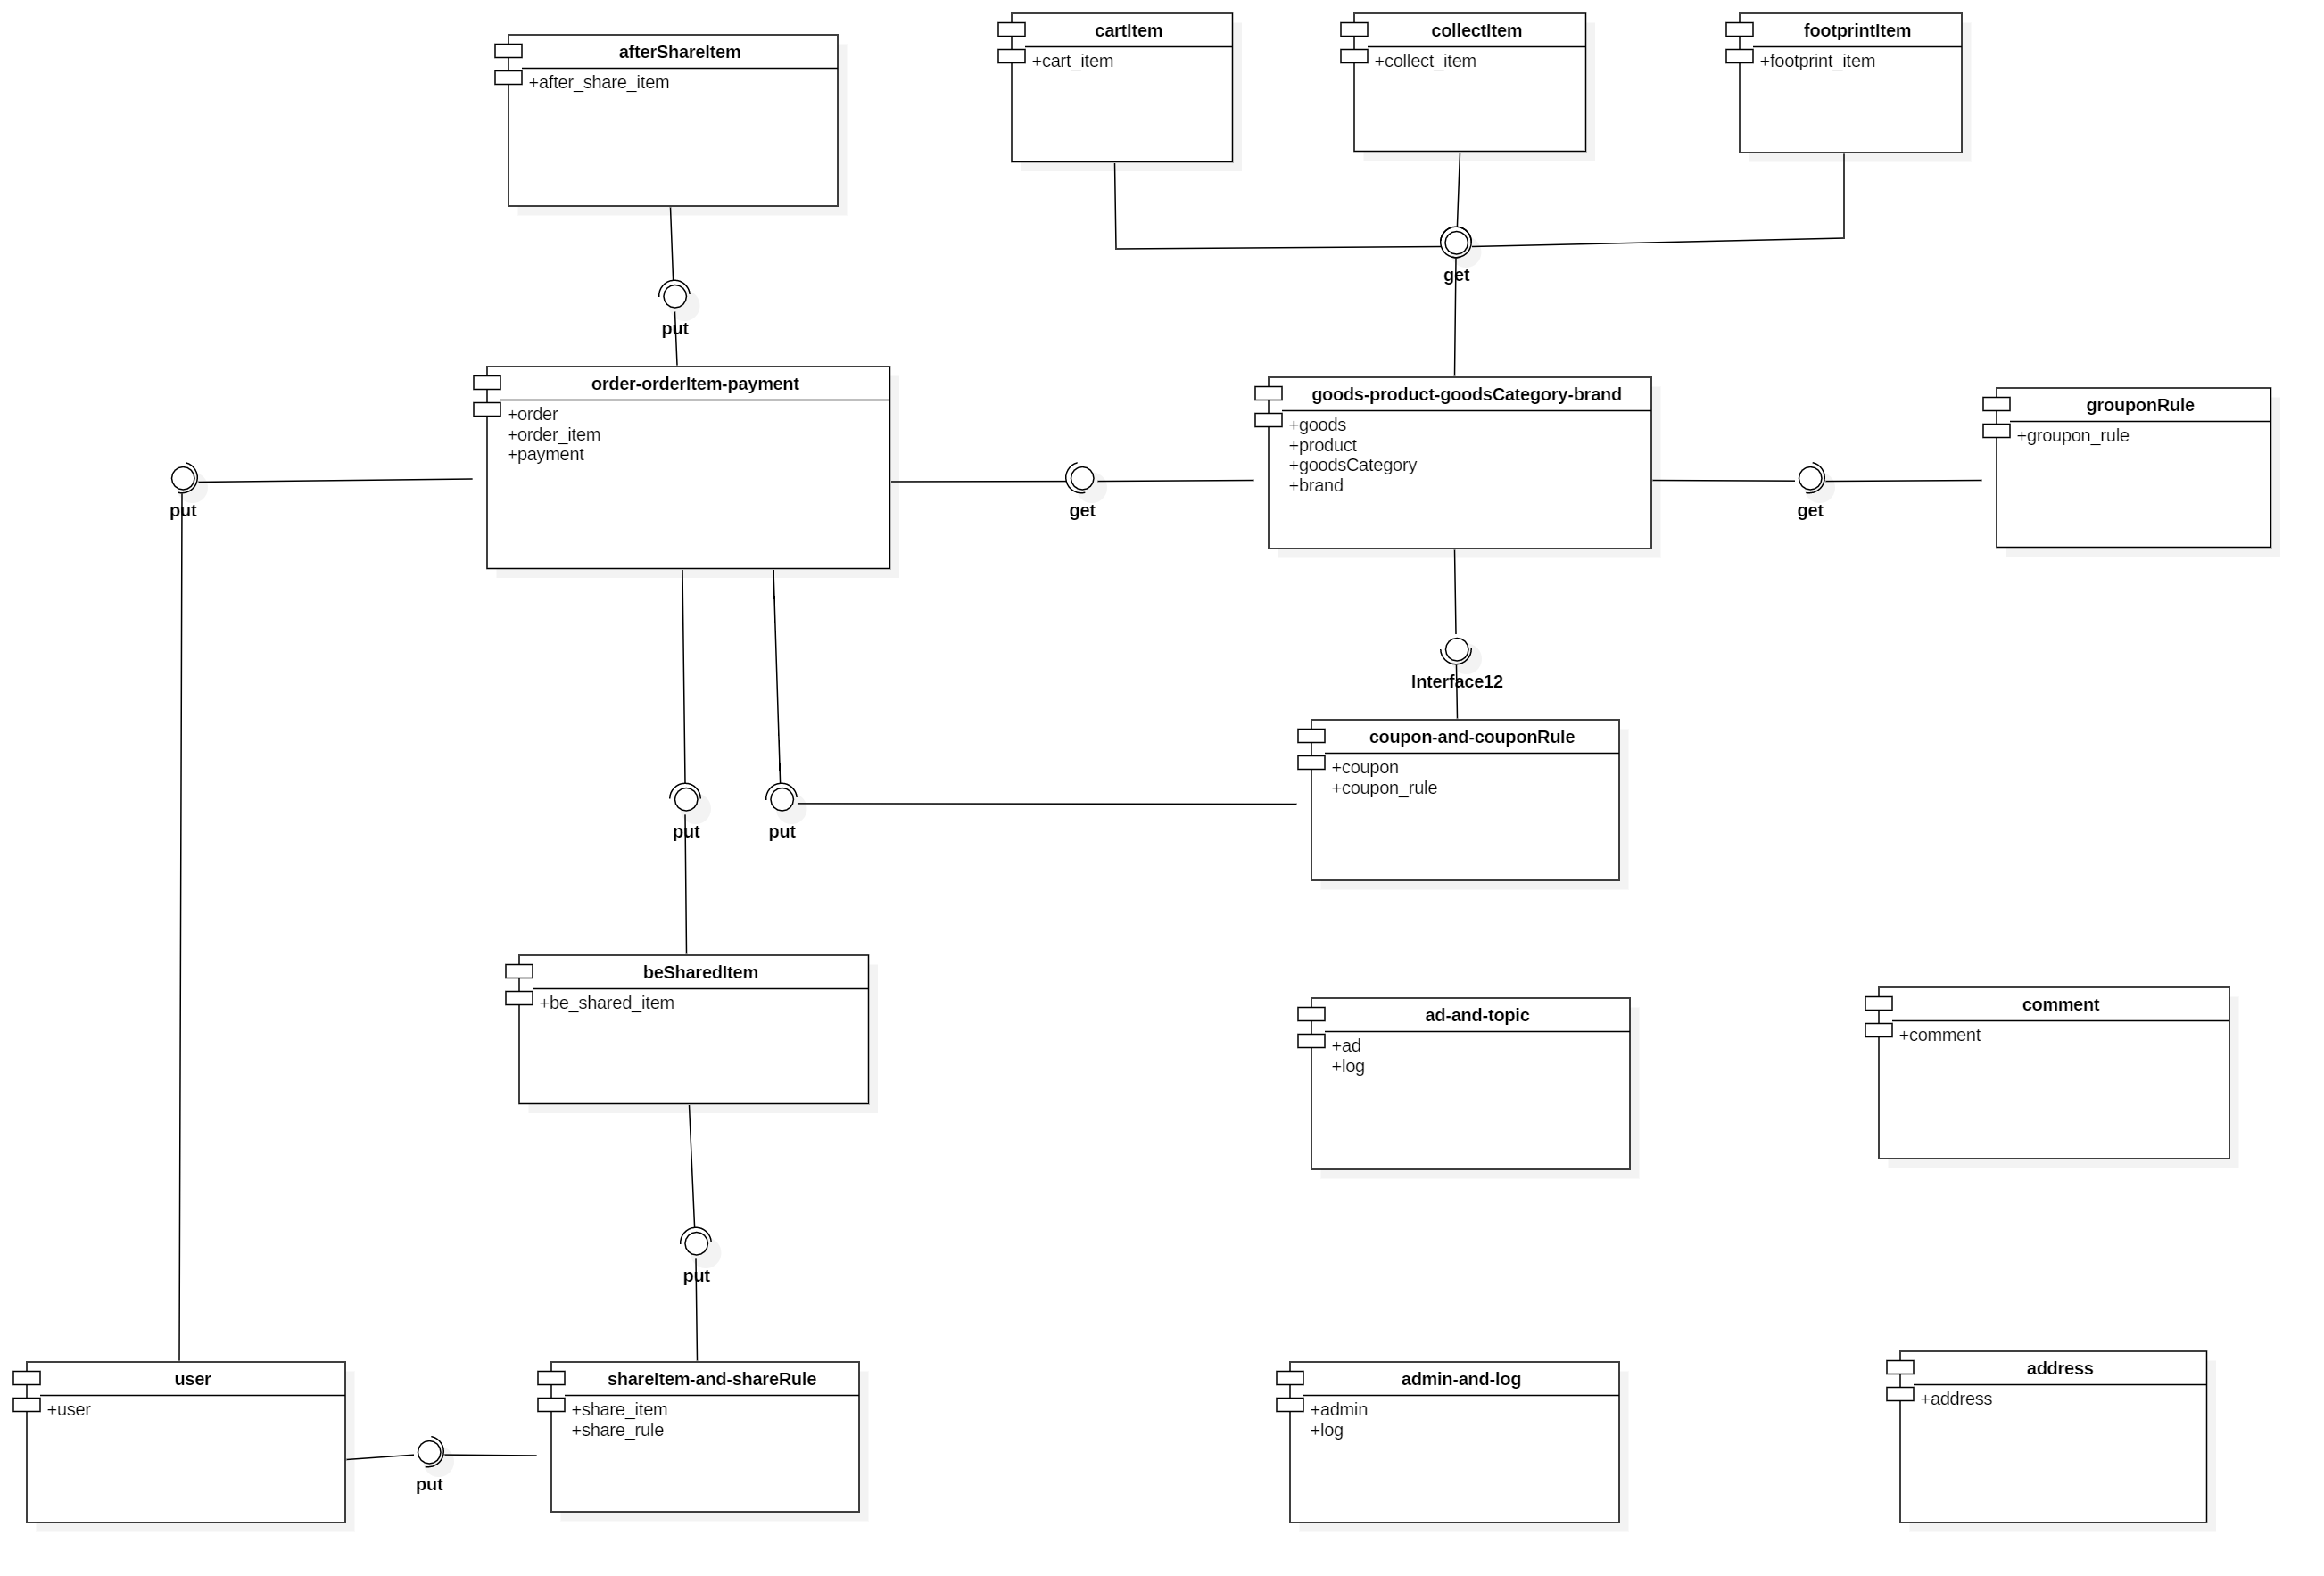 afterShareItem
+after_share_item
cartItem
+cart_item
collectItem
+collect_item
footprintItem
+footprint_item
get
put
order-orderItem-payment
+order
+order_item
+payment
goods-product-goodsCategory-brand
+goods
+product
+goodsCategory
+brand
grouponRule
+groupon_rule
put
get
get
Interface12
coupon-and-couponRule
+coupon
+coupon_rule
put
put
beSharedItem
+be_shared_item
ad-and-topic
+ad
+log
comment
+comment
put
user
+user
shareItem-and-shareRule
+share_item
+share_rule
admin-and-log
+admin
+log
address
+address
put